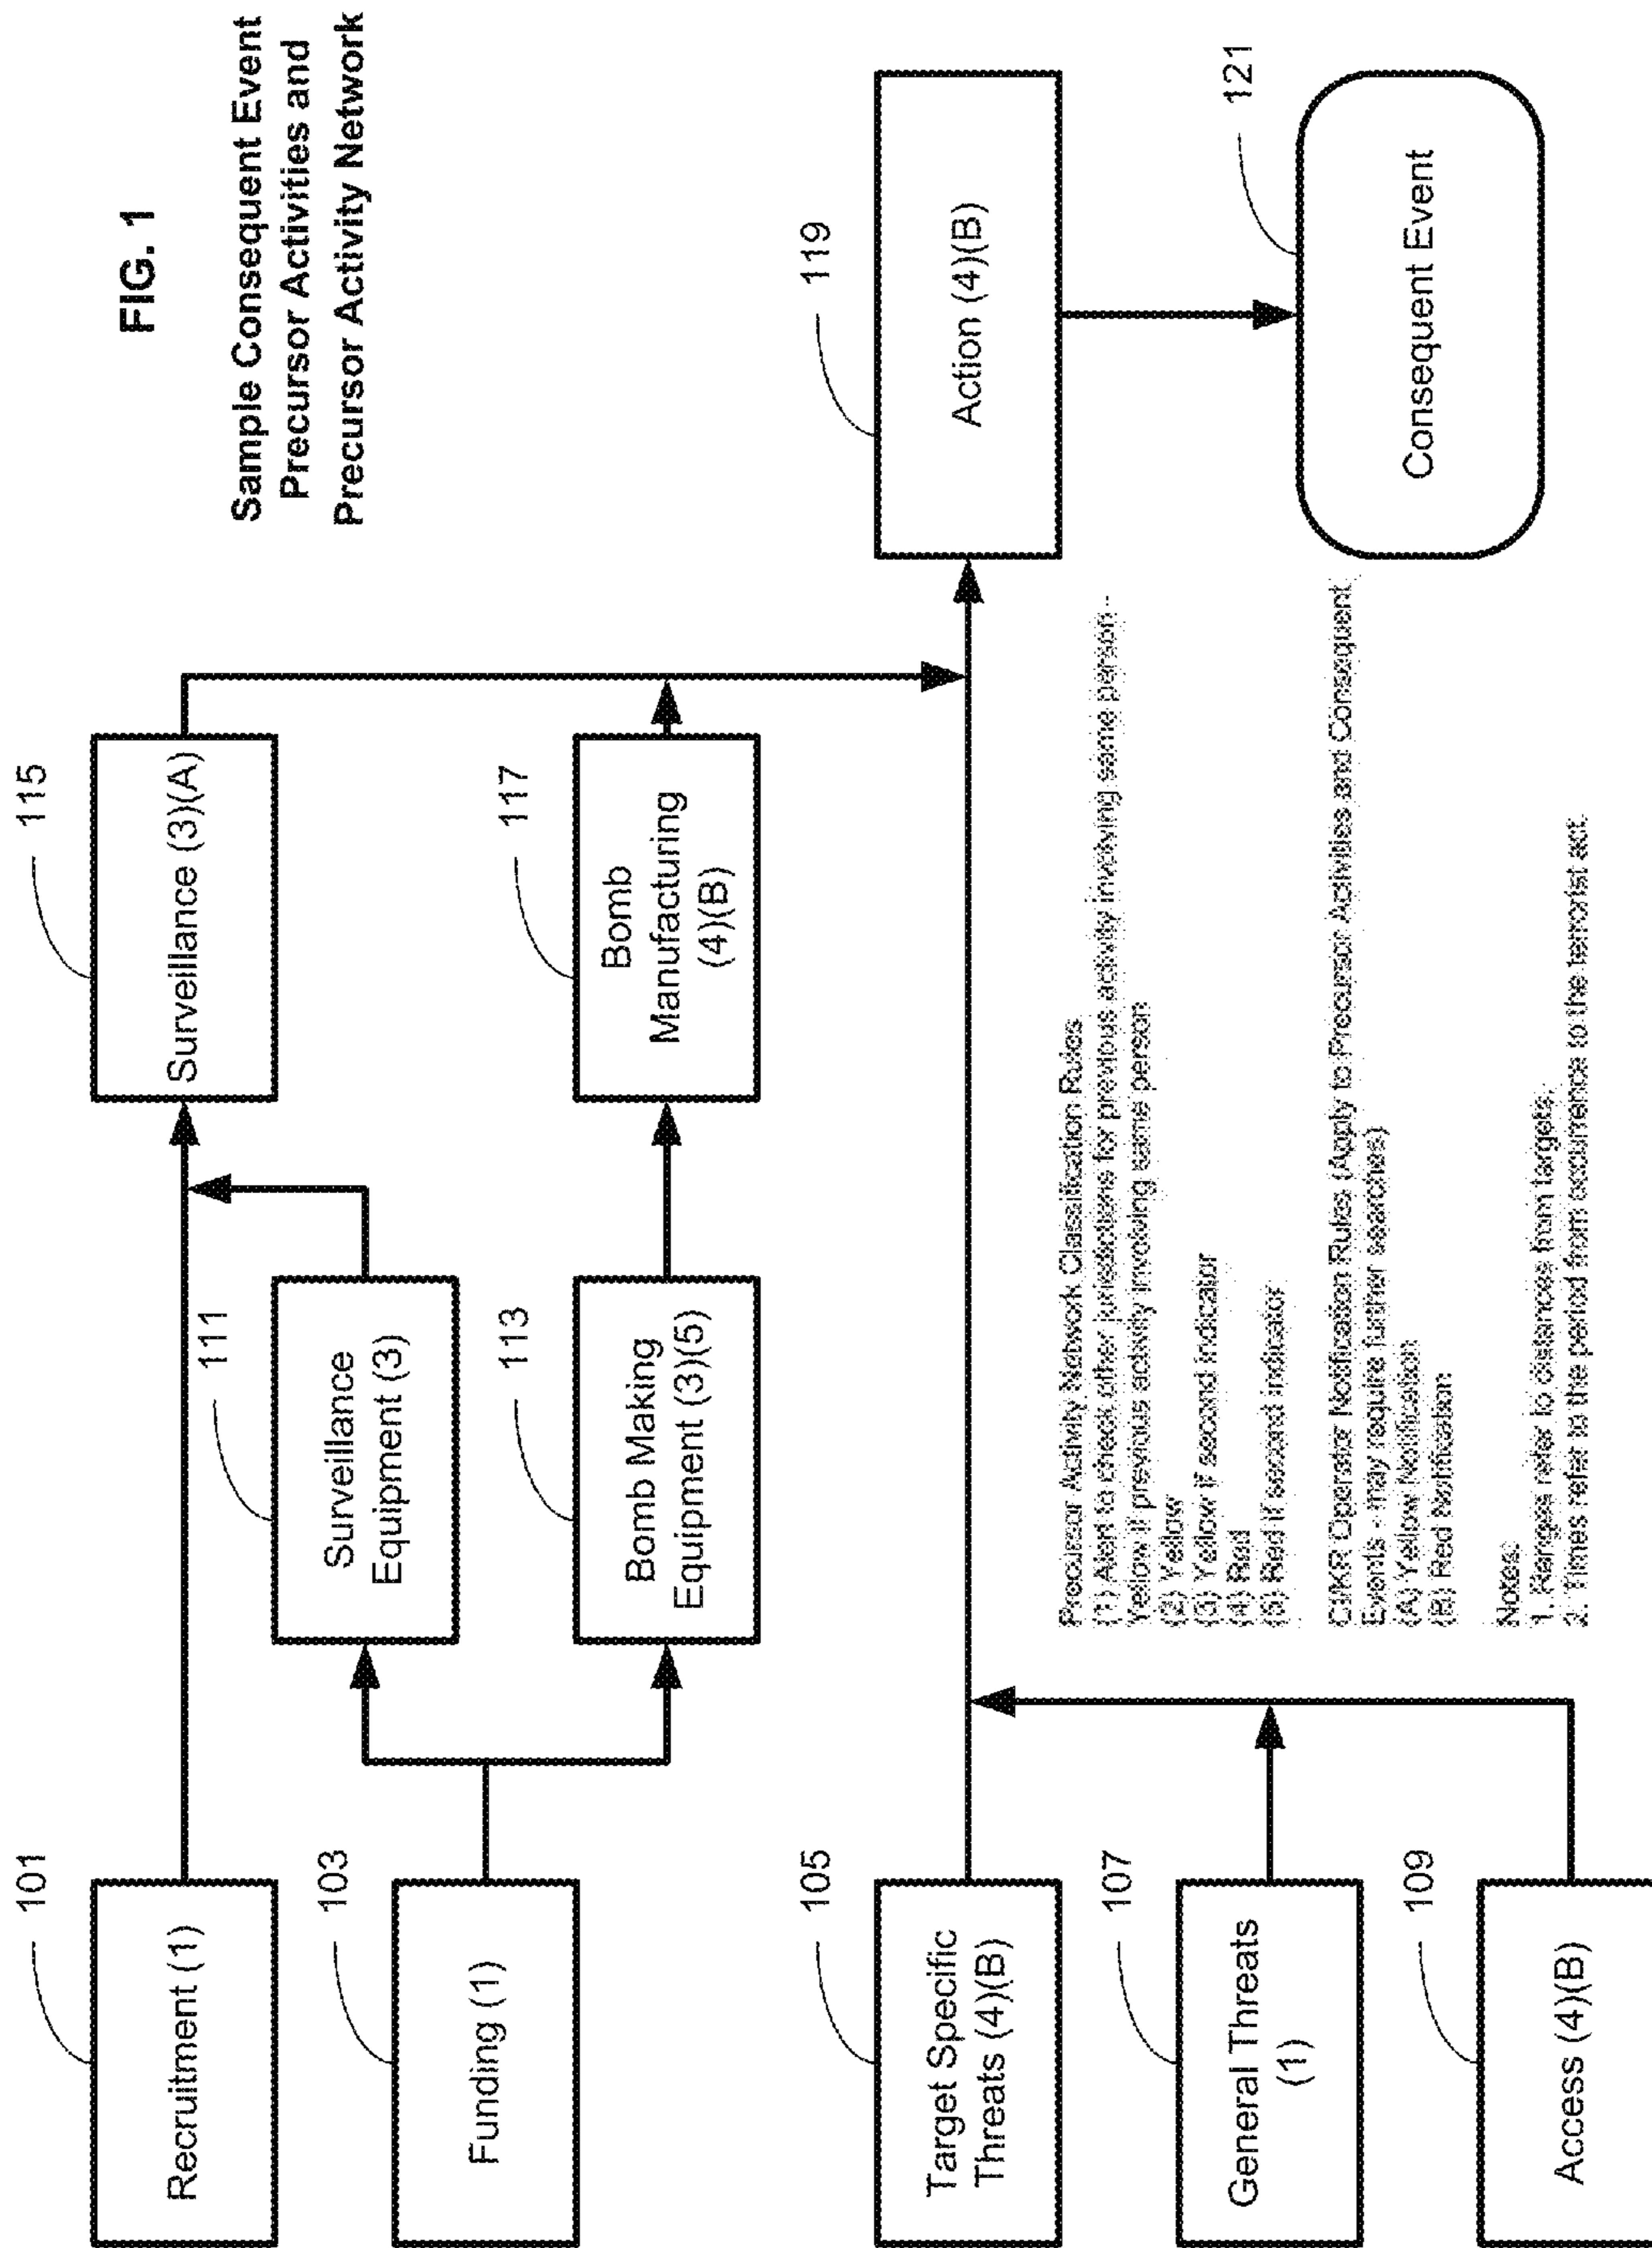 FIG. 1
Sample Consequent Event
Precursor Activities and
Precursor Activity Network
101
Recruitment (1)
103
Funding (1)
105
Target Specific
Threats (4)(B)
107
General Threats
(1)
109
Access (4)(B)
111
Surveillance
Equipment (3)
113
Bomb Making
Equipment (3)(5)
115
Surveillance (3)(A)
117
Bomb
Manufacturing
(4)(B)
119
Action (4)(B)
121
Consequent Event
Precursor Activity Network Classification Rules
(1) Alert to check other jurisdictions for previous activity involving same person -
Yellow if previous activity involving same person
(2) Yellow
(3) Yellow if second indicator
(4) Red
(5) Red if second indicator
CI/KR Operator Notification Rules (Apply to Precursor Activities and Consequent
Events - may require further searches)
(A) Yellow Notification
(B) Red Notification
Notes:
1. Ranges refer to distances from targets.
2. Times refer to the period from occurrence to the terrorist act.